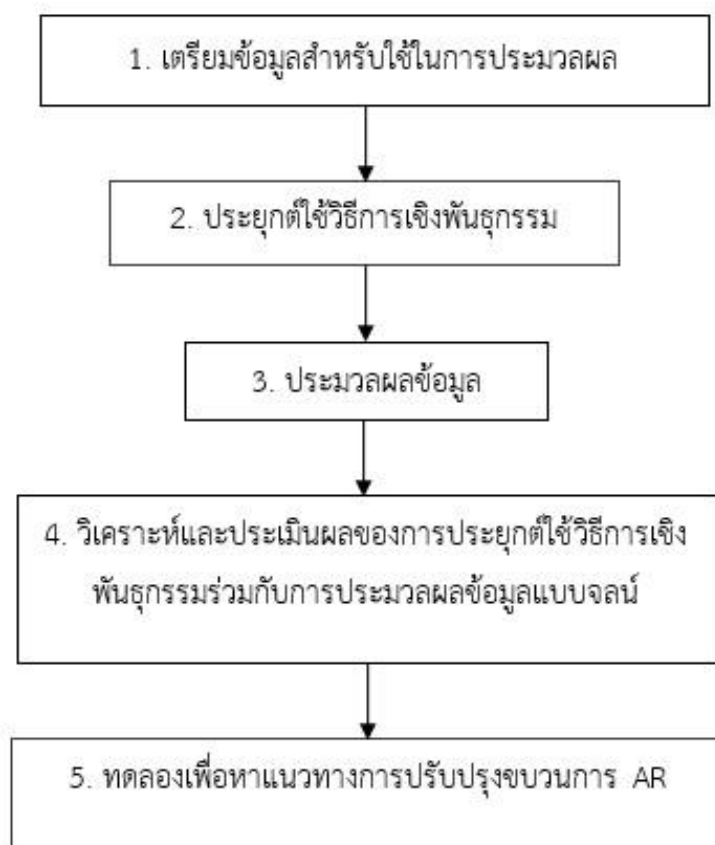 1. เตรียมข้อมูลสำหรับใช้ในการประมวลผล
2. ประยุกต์ใช้วิธีการเชิงพันธุกรรม
3. ประมวลผลข้อมูล
4. วิเคราะห์และประเมินผลของการประยุกต์ใช้วิธีการเชิง
พันธุกรรมร่วมกับการประมวลผลข้อมูลแบบจลน์
5. ทดลองเพื่อหาแนวทางการปรับปรุงขบวนการ AR